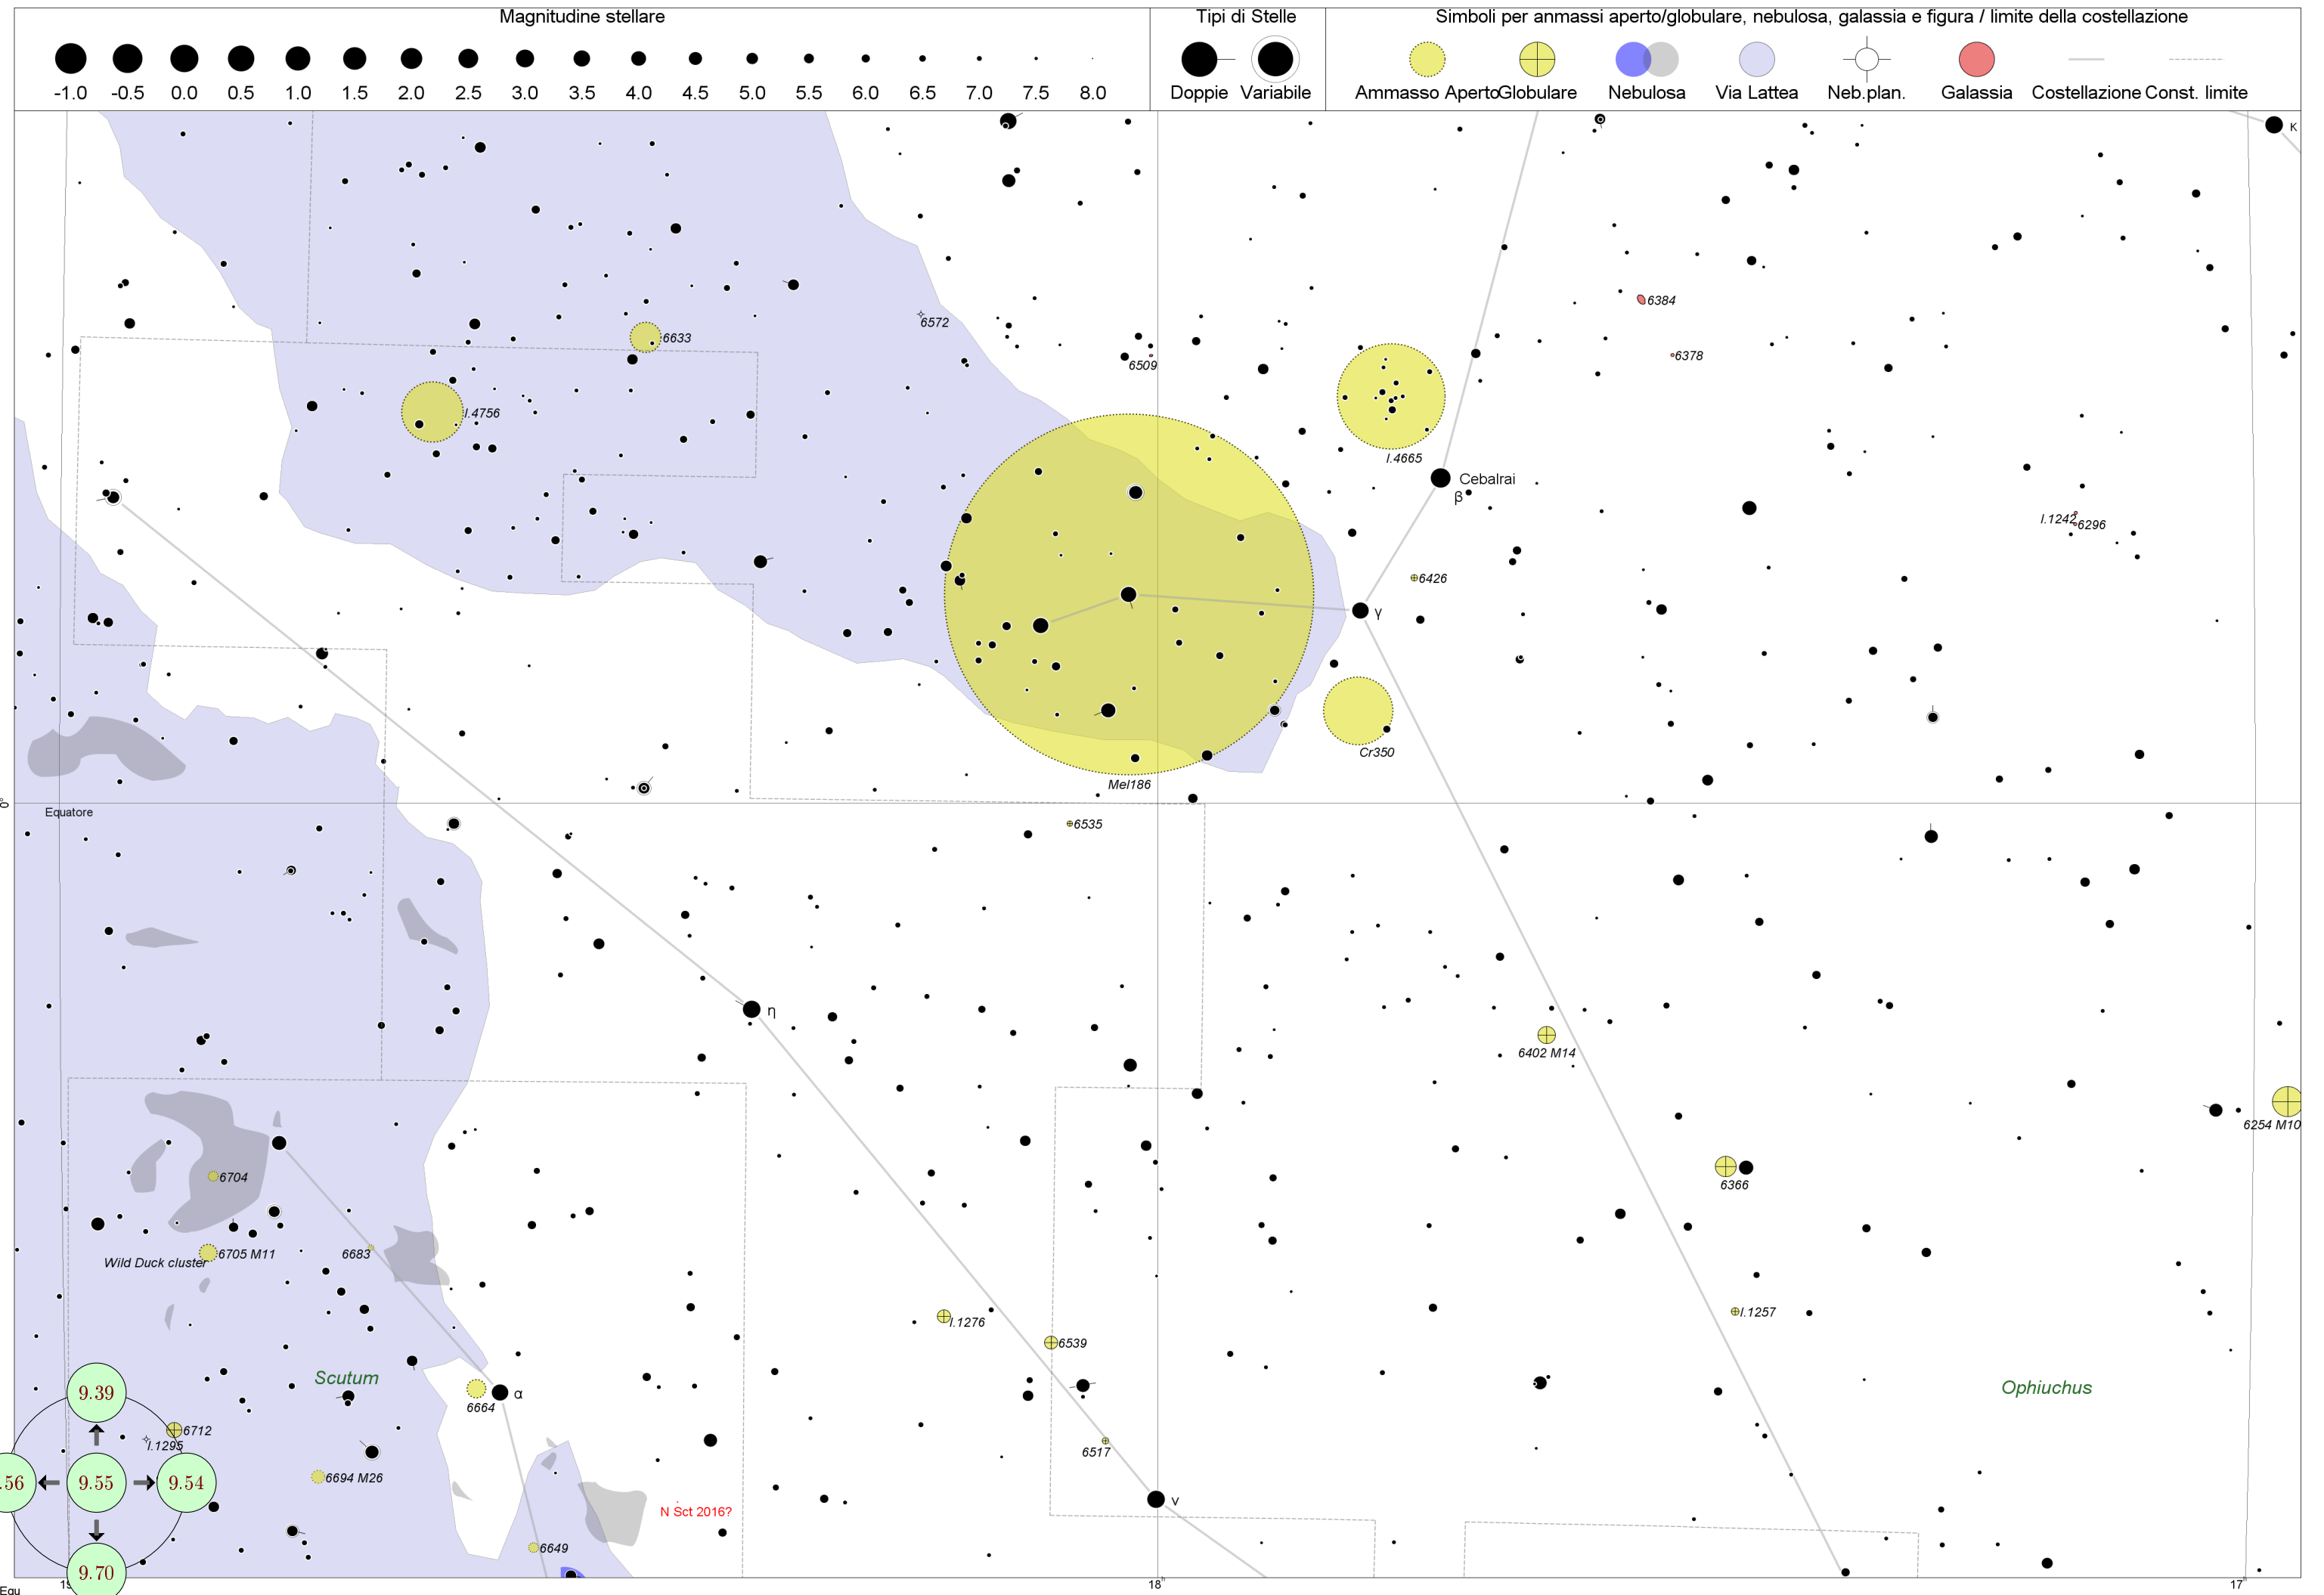 Magnitudine stellare
Tipi di Stelle
Simboli per anmassi aperto/globulare, nebulosa, galassia e figura / limite della costellazione
-1.0 -0.5 0.0 0.5 1.0 1.5 2.0 2.5 3.0 3.5 4.0 4.5 5.0 5.5 6.0 6.5 7.0 7.5 8.0
Doppie Variabile
Ammasso Aperto Globulare Nebulosa Via Lattea Neb.plan. Galassia Costellazione Const. limite
κ
6384
6572
6633
6378
6509
I.4756
I.4665
Cebalrai
β
I.1242
6296
6426
γ
Cr350
Mel186
0°
Equatore
6535
η
6402 M14
6254 M10
6366
6704
6705 M11
6683
Wild Duck cluster
I.1257
I.1276
6539
Scutum
Ophiuchus
9.39
α
6664
6712
I.1295
6517
6694 M26
.56
9.55
9.54
ν
N Sct 2016?
6649
9.70
18h
17h
Equ